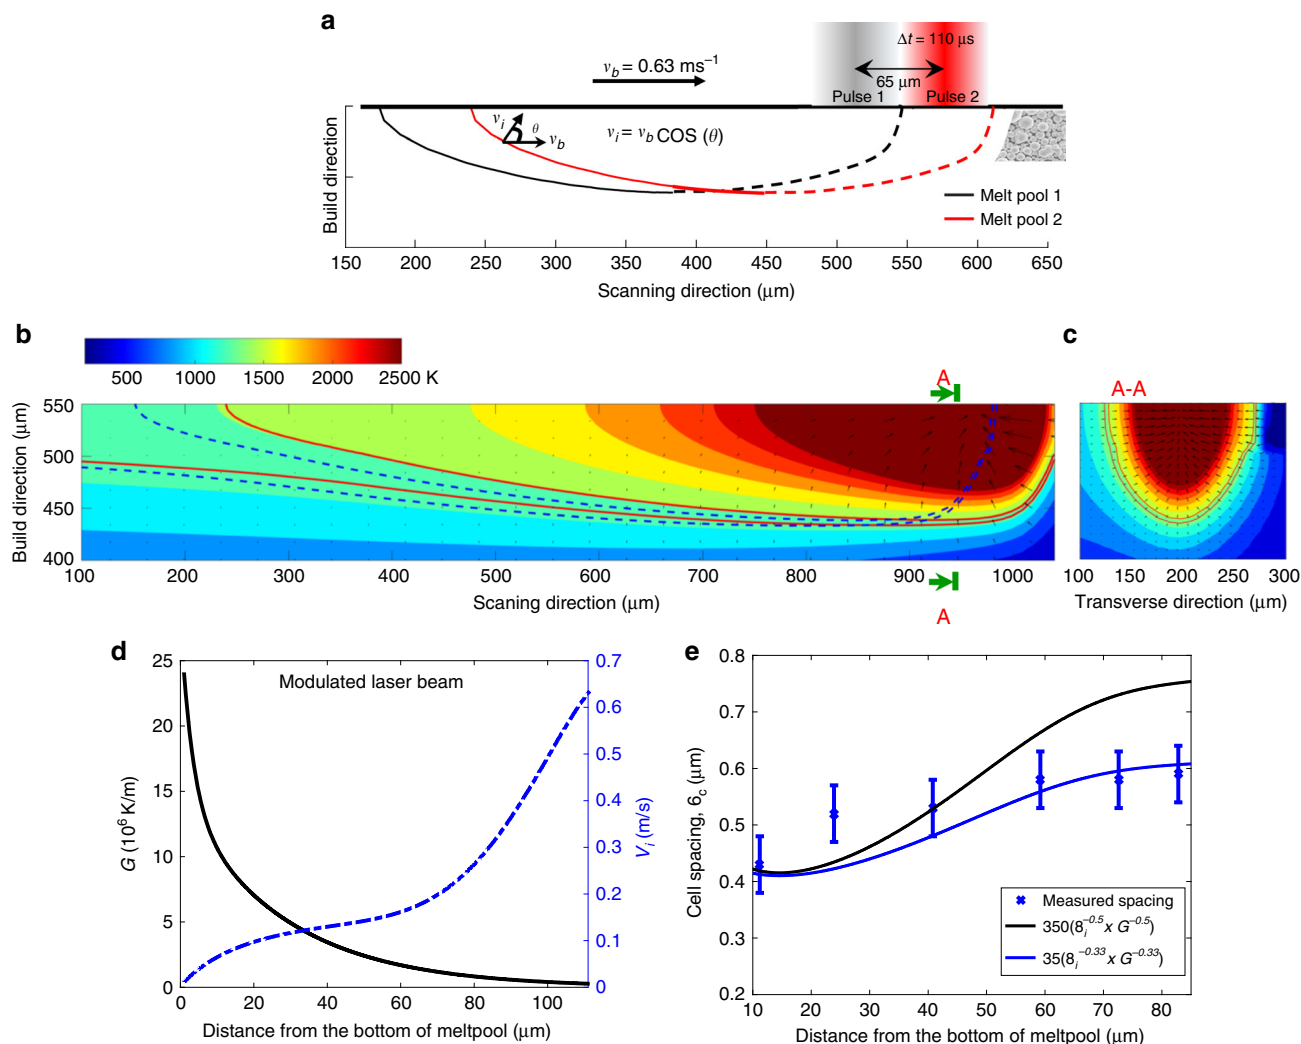 a
Δt = 110 μs
v_b = 0.63 ms⁻¹
65 μm
Pulse 1
Pulse 2
Build direction
v_i
θ
v_b
v_i = v_b COS (θ)
Melt pool 1
Melt pool 2
150 200 250 300 350 400 450 500 550 600 650
Scanning direction (μm)
b
500 1000 1500 2000 2500 K
A
Build direction (μm)
550
500
450
400
100 200 300 400 500 600 700 800 900 1000
Scaning direction (μm)
A
c
A-A
100 150 200 250 300
Transverse direction (μm)
d
Modulated laser beam
G (10⁶ K/m)
25
20
15
10
5
0
0 20 40 60 80 100
Distance from the bottom of meltpool (μm)
V_i (m/s)
0.7
0.6
0.5
0.4
0.3
0.2
0.1
0
e
Cell spacing, 6_c (μm)
0.8
0.7
0.6
0.5
0.4
0.3
0.2
Measured spacing
350(8_i^−0.5 x G^−0.5)
35(8_i^−0.33 x G^−0.33)
10 20 30 40 50 60 70 80
Distance from the bottom of meltpool (μm)